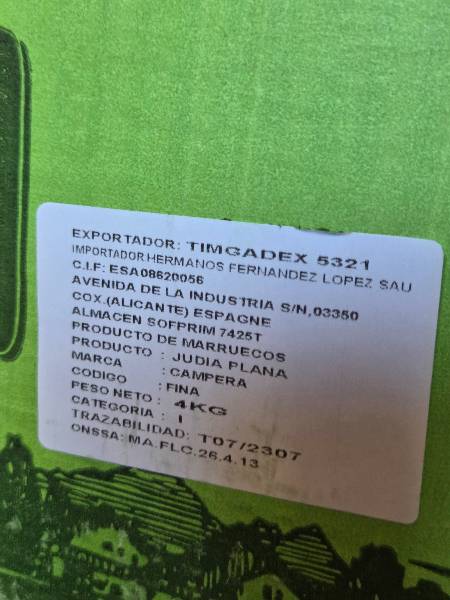 EXPORTADOR: TIMGADEX 5321
IMPORTADOR.HERMANOS FERNANDEZ LOPEZ SAU
C.I.F: ESA08620056
AVENIDA DE LA INDUSTRIA S/N,03350
COX.(ALICANTE) ESPAGNE
ALMACEN SOFPRIM 7425T
PRODUCTO DE MARRUECOS
PRODUCTO : JUDIA PLANA
MARCA : CAMPERA
CODIGO : FINA
PESO NETO : 4KG
CATEGORIA : I
TRAZABILIDAD: T07/2307
ONSSA: MA.FLC.26.4.13